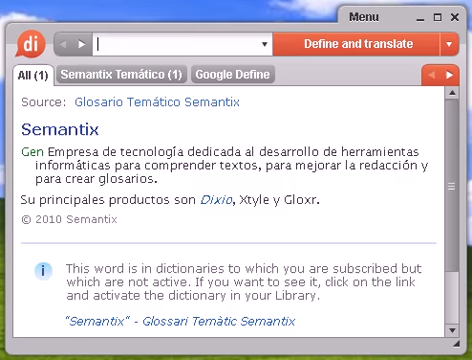 Menu
di
Define and translate
All (1)
Semantix Temático (1)
Google Define
Source: Glosario Temático Semantix
Semantix
Gen Empresa de tecnología dedicada al desarrollo de herramientas
informáticas para comprender textos, para mejorar la redacción y
para crear glosarios.
Su principales producto son Dixio, Xtyle y Gloxr.
© 2010 Semantix
i
This word is in dictionaries to which you are subscribed but
which are not active. If you want to see it, click on the link
and activate the dictionary in your Library.
"Semantix" - Glossari Temàtic Semantix